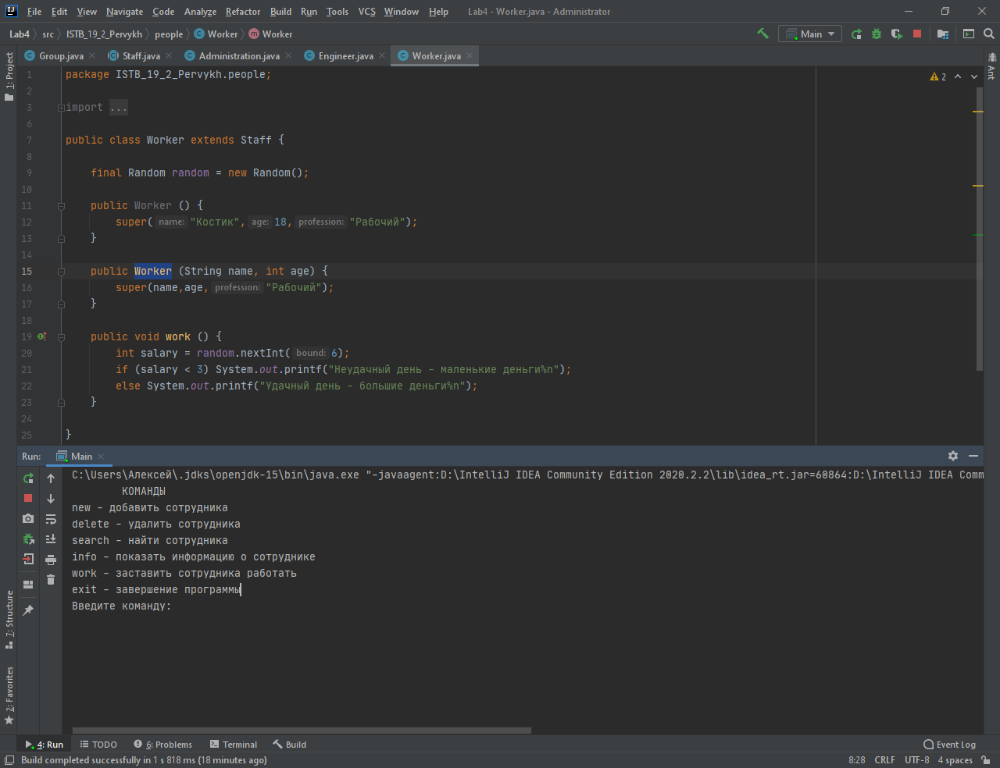 File Edit View Navigate Code Analyze Refactor Build Run Tools VCS Window Help Lab4 - Worker.java - Administrator
Lab4 src ISTB_19_2_Pervykh people Worker Worker Main
Group.java Staff.java Administration.java Engineer.java Worker.java
1: Project
Ant
2
1 package ISTB_19_2_Pervykh.people;
2
3 import ...
6
7 public class Worker extends Staff {
8
9 final Random random = new Random();
10
11 public Worker () {
12 super( name: "Костик", age: 18, profession: "Рабочий");
13 }
14
15 public Worker (String name, int age) {
16 super(name,age, profession: "Рабочий");
17 }
18
19 public void work () {
20 int salary = random.nextInt( bound: 6);
21 if (salary < 3) System.out.printf("Неудачный день - маленькие деньги%n");
22 else System.out.printf("Удачный день - большие деньги%n");
23 }
24
25 }
Run: Main
C:\Users\Алексей\.jdks\openjdk-15\bin\java.exe "-javaagent:D:\IntelliJ IDEA Community Edition 2020.2.2\lib\idea_rt.jar=60864:D:\IntelliJ IDEA Comm
КОМАНДЫ
new - добавить сотрудника
delete - удалить сотрудника
search - найти сотрудника
info - показать информацию о сотруднике
work - заставить сотрудника работать
exit - завершение программы
Введите команду:
7: Structure
2: Favorites
4: Run TODO 6: Problems Terminal Build Event Log
Build completed successfully in 1 s 818 ms (18 minutes ago) 8:28 CRLF UTF-8 4 spaces